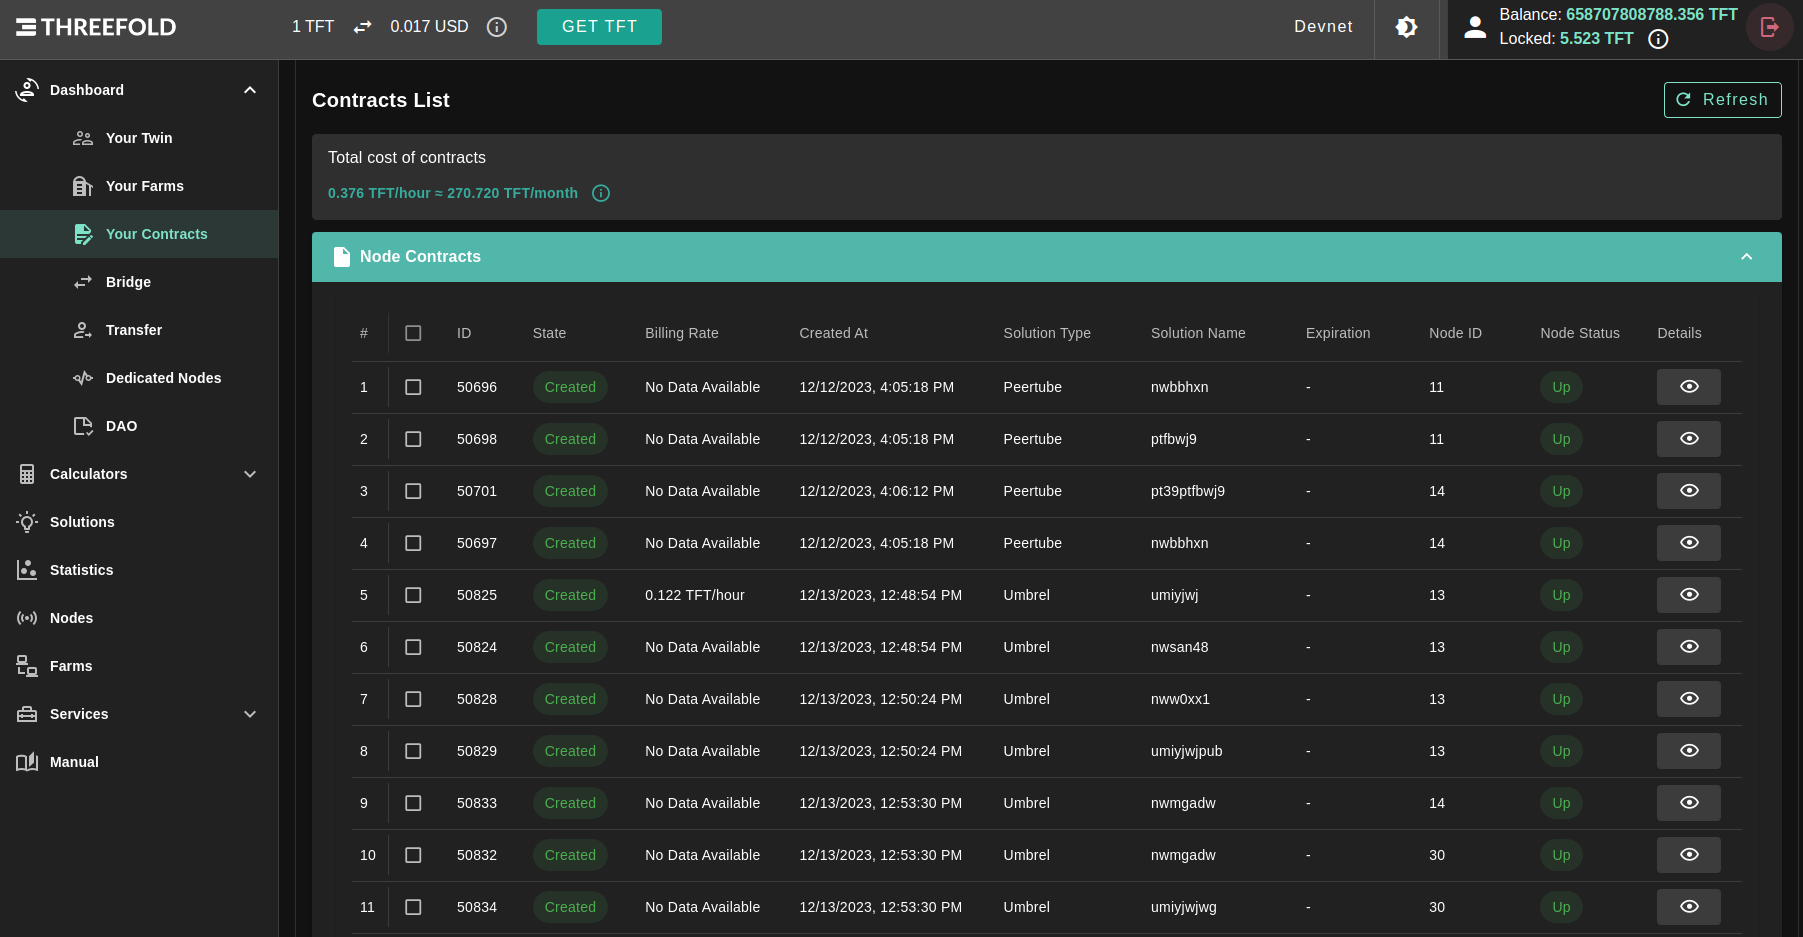 THREEFOLD
1 TFT 0.017 USD GET TFT Devnet Balance: 658707808788.356 TFT
Locked: 5.523 TFT
Dashboard
Your Twin
Your Farms
Your Contracts
Bridge
Transfer
Dedicated Nodes
DAO
Calculators
Solutions
Statistics
Nodes
Farms
Services
Manual
Contracts List Refresh
Total cost of contracts
0.376 TFT/hour ≈ 270.720 TFT/month
Node Contracts
# ID State Billing Rate Created At Solution Type Solution Name Expiration Node ID Node Status Details
1 50696 Created No Data Available 12/12/2023, 4:05:18 PM Peertube nwbbhxn - 11 Up
2 50698 Created No Data Available 12/12/2023, 4:05:18 PM Peertube ptfbwj9 - 11 Up
3 50701 Created No Data Available 12/12/2023, 4:06:12 PM Peertube pt39ptfbwj9 - 14 Up
4 50697 Created No Data Available 12/12/2023, 4:05:18 PM Peertube nwbbhxn - 14 Up
5 50825 Created 0.122 TFT/hour 12/13/2023, 12:48:54 PM Umbrel umiyjwj - 13 Up
6 50824 Created No Data Available 12/13/2023, 12:48:54 PM Umbrel nwsan48 - 13 Up
7 50828 Created No Data Available 12/13/2023, 12:50:24 PM Umbrel nww0xx1 - 13 Up
8 50829 Created No Data Available 12/13/2023, 12:50:24 PM Umbrel umiyjwjpub - 13 Up
9 50833 Created No Data Available 12/13/2023, 12:53:30 PM Umbrel nwmgadw - 14 Up
10 50832 Created No Data Available 12/13/2023, 12:53:30 PM Umbrel nwmgadw - 30 Up
11 50834 Created No Data Available 12/13/2023, 12:53:30 PM Umbrel umiyjwjwg - 30 Up